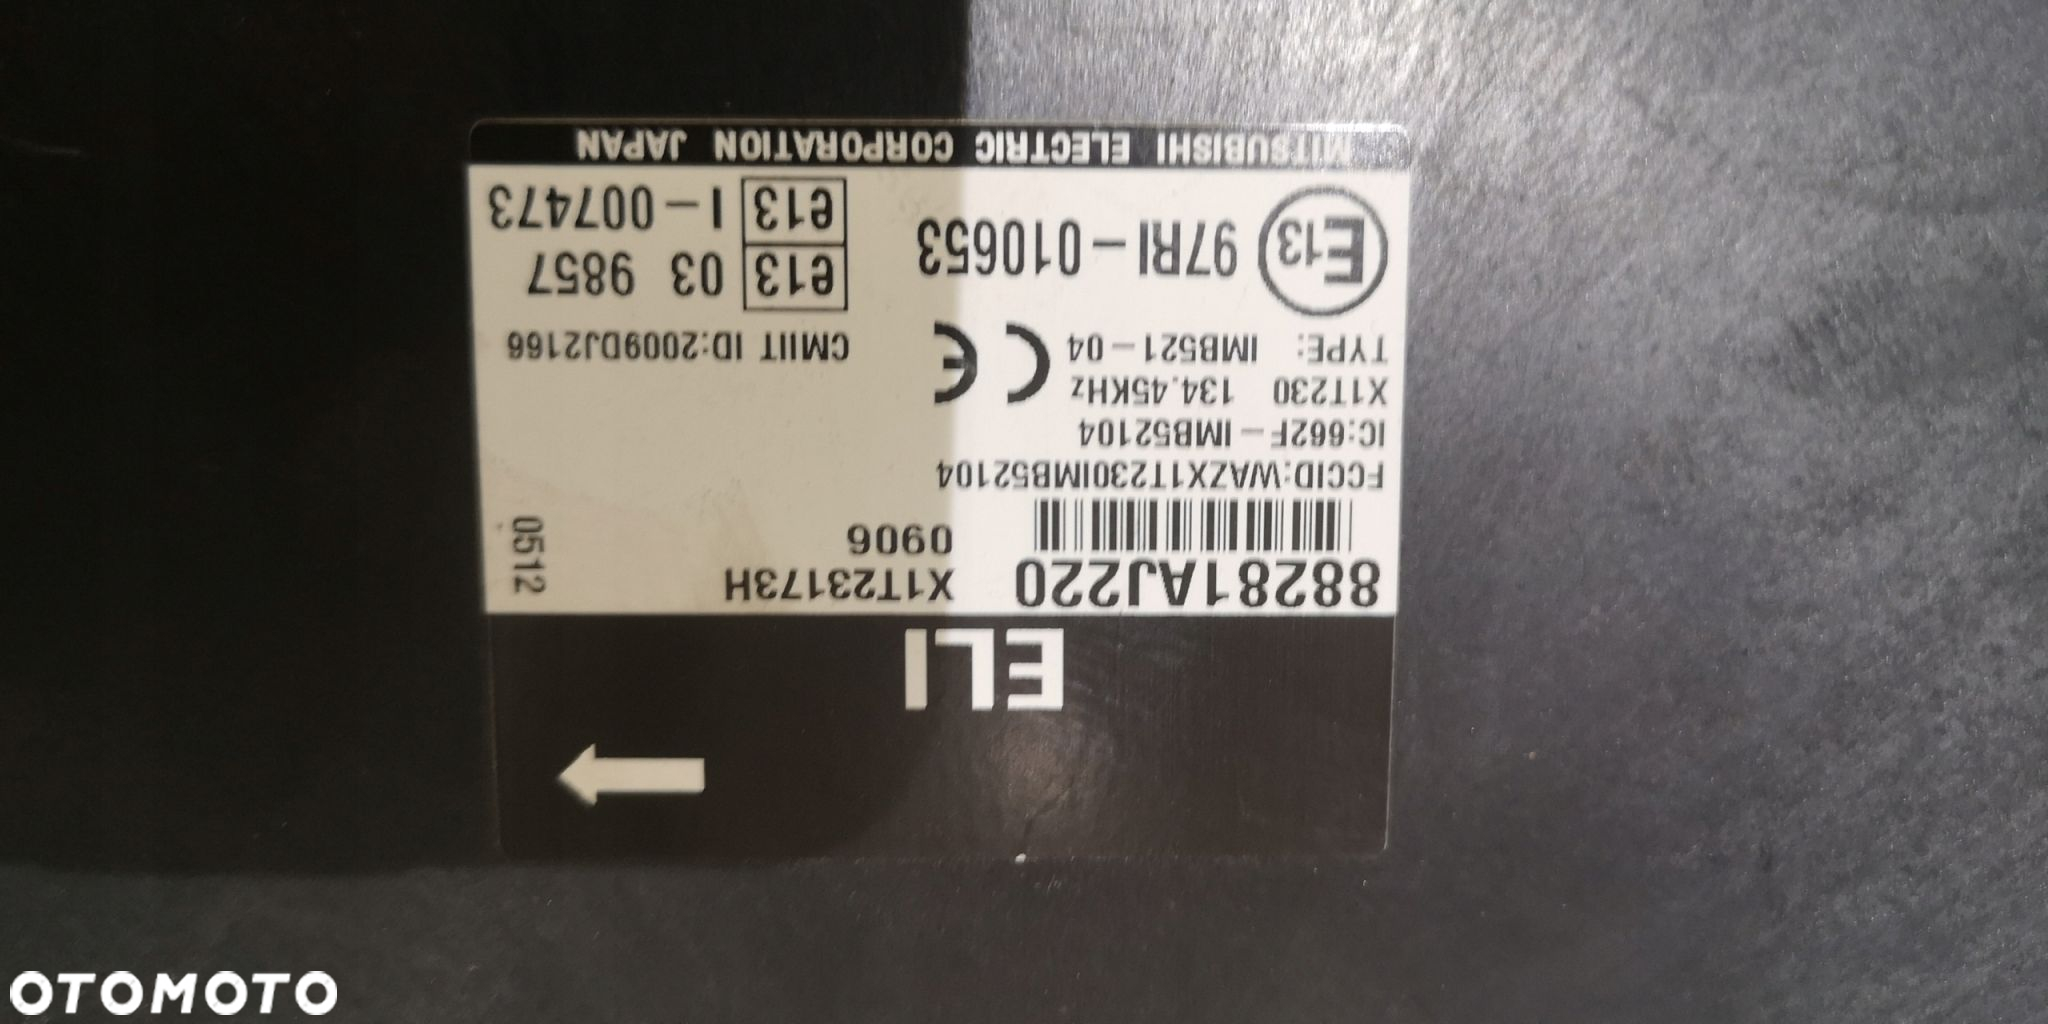 ELI
88281AJ220 X1T23173H
0906
0512
FCCID:WAZX1T230IMB52104
IC:662F-IMB52104
X1T230 134.45KHz
TYPE: IMB521-04
CE
CMIIT ID:2009DJ2166
E13 97RI-010653
e13 03 9857
e13 I-007473
MITSUBISHI ELECTRIC CORPORATION JAPAN
OTOMOTO